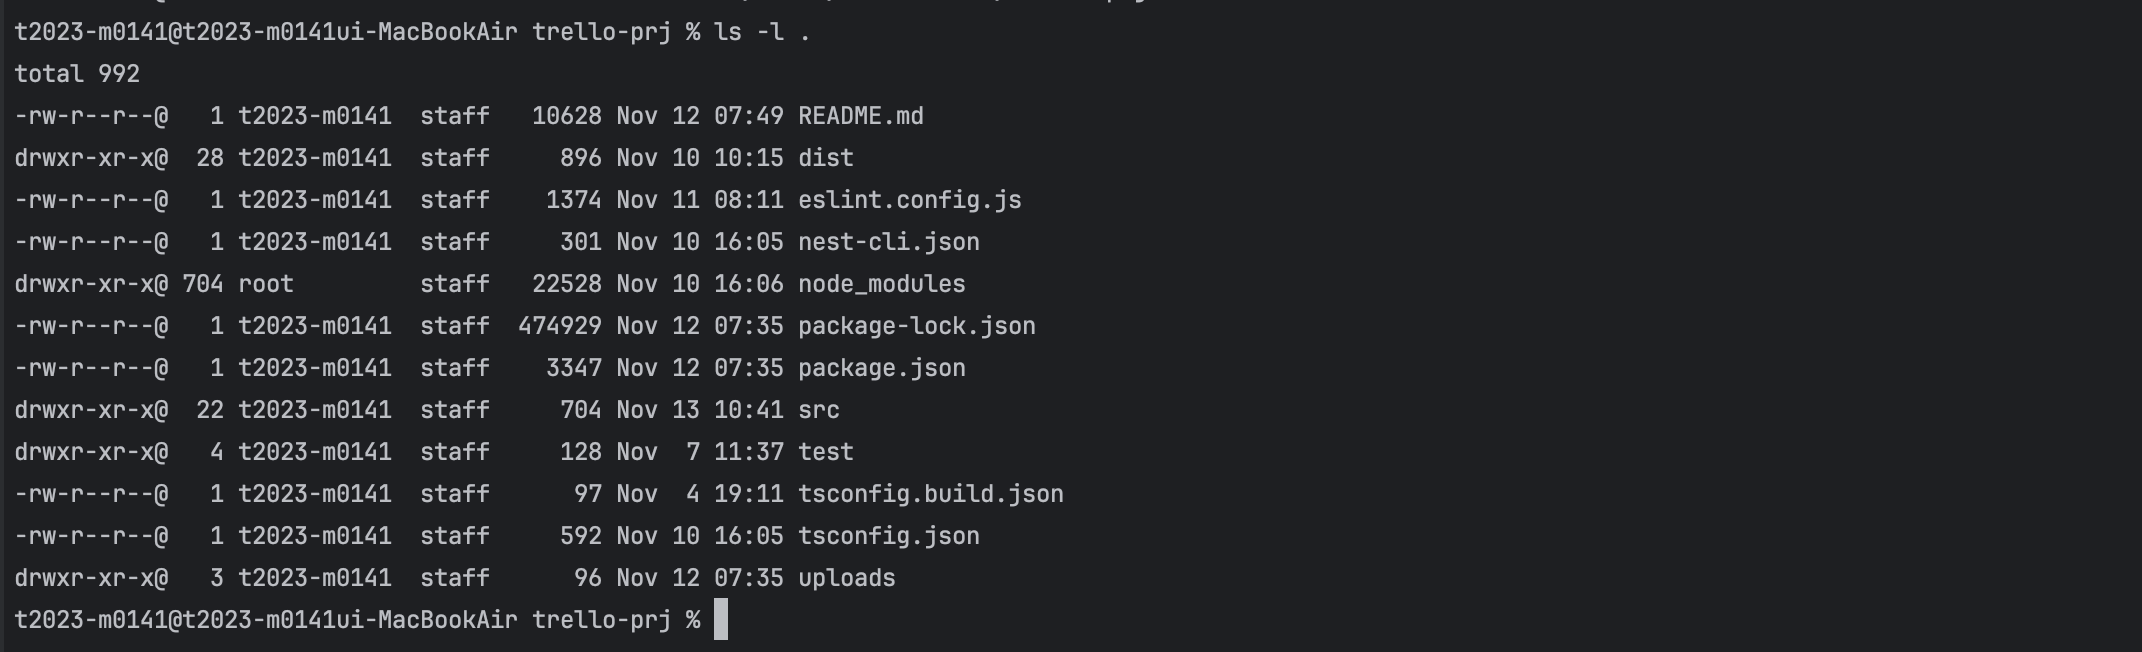 t2023-m0141@t2023-m0141ui-MacBookAir trello-prj % ls -l .
total 992
-rw-r--r--@   1 t2023-m0141  staff   10628 Nov 12 07:49 README.md
drwxr-xr-x@  28 t2023-m0141  staff     896 Nov 10 10:15 dist
-rw-r--r--@   1 t2023-m0141  staff    1374 Nov 11 08:11 eslint.config.js
-rw-r--r--@   1 t2023-m0141  staff     301 Nov 10 16:05 nest-cli.json
drwxr-xr-x@ 704 root         staff   22528 Nov 10 16:06 node_modules
-rw-r--r--@   1 t2023-m0141  staff  474929 Nov 12 07:35 package-lock.json
-rw-r--r--@   1 t2023-m0141  staff    3347 Nov 12 07:35 package.json
drwxr-xr-x@  22 t2023-m0141  staff     704 Nov 13 10:41 src
drwxr-xr-x@   4 t2023-m0141  staff     128 Nov  7 11:37 test
-rw-r--r--@   1 t2023-m0141  staff      97 Nov  4 19:11 tsconfig.build.json
-rw-r--r--@   1 t2023-m0141  staff     592 Nov 10 16:05 tsconfig.json
drwxr-xr-x@   3 t2023-m0141  staff      96 Nov 12 07:35 uploads
t2023-m0141@t2023-m0141ui-MacBookAir trello-prj %